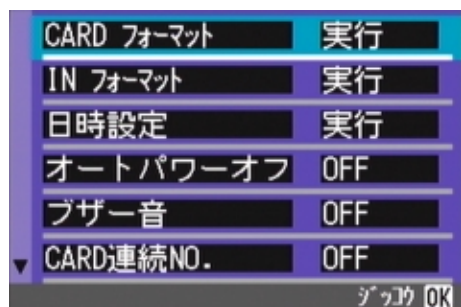 CARD ﾌｫｰﾏｯﾄ 実行
IN ﾌｫｰﾏｯﾄ 実行
日時設定 実行
オートパワーオフ OFF
ブザー音 OFF
CARD連続NO. OFF
ｼﾞｯｺｳ OK